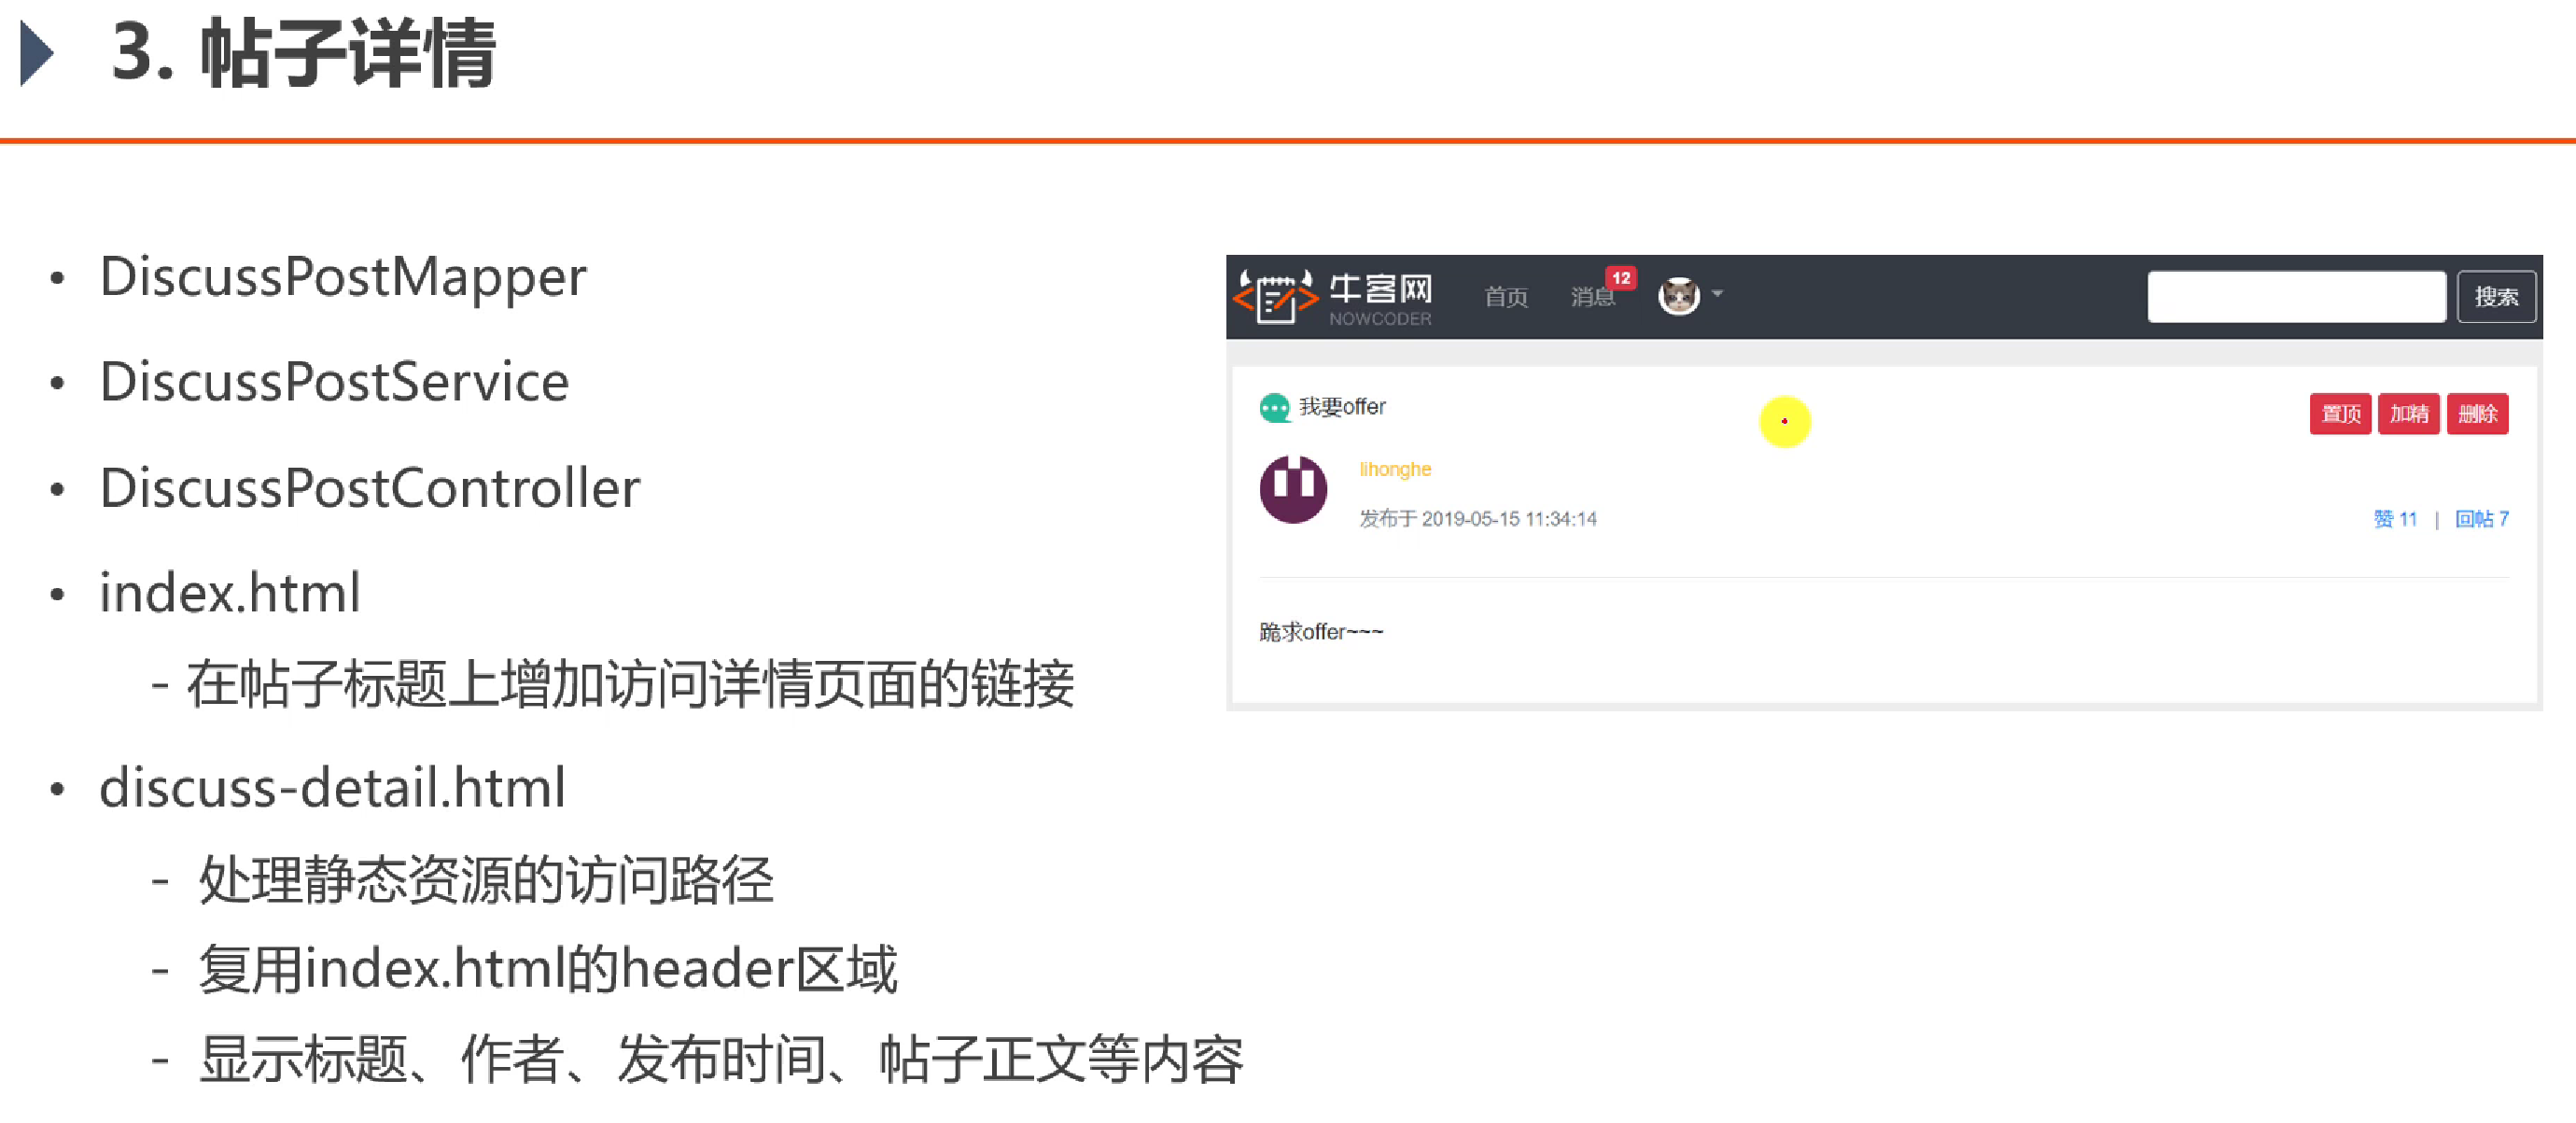 3. 帖子详情
• DiscussPostMapper
• DiscussPostService
• DiscussPostController
• index.html
- 在帖子标题上增加访问详情页面的链接
• discuss-detail.html
- 处理静态资源的访问路径
- 复用index.html的header区域
- 显示标题、作者、发布时间、帖子正文等内容
牛客网
NOWCODER
首页
消息
12
搜索
我要offer
置顶
加精
删除
lihonghe
发布于 2019-05-15 11:34:14
赞 11 | 回帖 7
跪求offer~~~